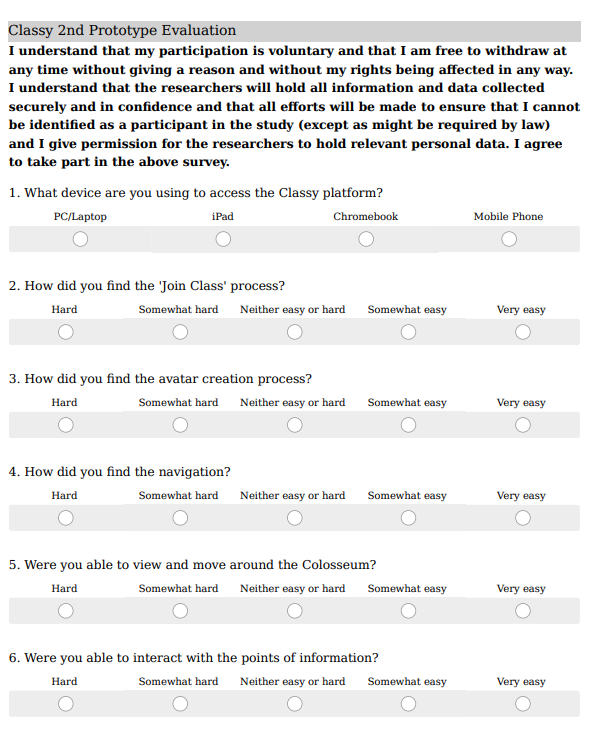 Classy 2nd Prototype Evaluation
I understand that my participation is voluntary and that I am free to withdraw at
any time without giving a reason and without my rights being affected in any way.
I understand that the researchers will hold all information and data collected
securely and in confidence and that all efforts will be made to ensure that I cannot
be identified as a participant in the study (except as might be required by law)
and I give permission for the researchers to hold relevant personal data. I agree
to take part in the above survey.
1. What device are you using to access the Classy platform?
PC/Laptop iPad Chromebook Mobile Phone
2. How did you find the 'Join Class' process?
Hard Somewhat hard Neither easy or hard Somewhat easy Very easy
3. How did you find the avatar creation process?
Hard Somewhat hard Neither easy or hard Somewhat easy Very easy
4. How did you find the navigation?
Hard Somewhat hard Neither easy or hard Somewhat easy Very easy
5. Were you able to view and move around the Colosseum?
Hard Somewhat hard Neither easy or hard Somewhat easy Very easy
6. Were you able to interact with the points of information?
Hard Somewhat hard Neither easy or hard Somewhat easy Very easy